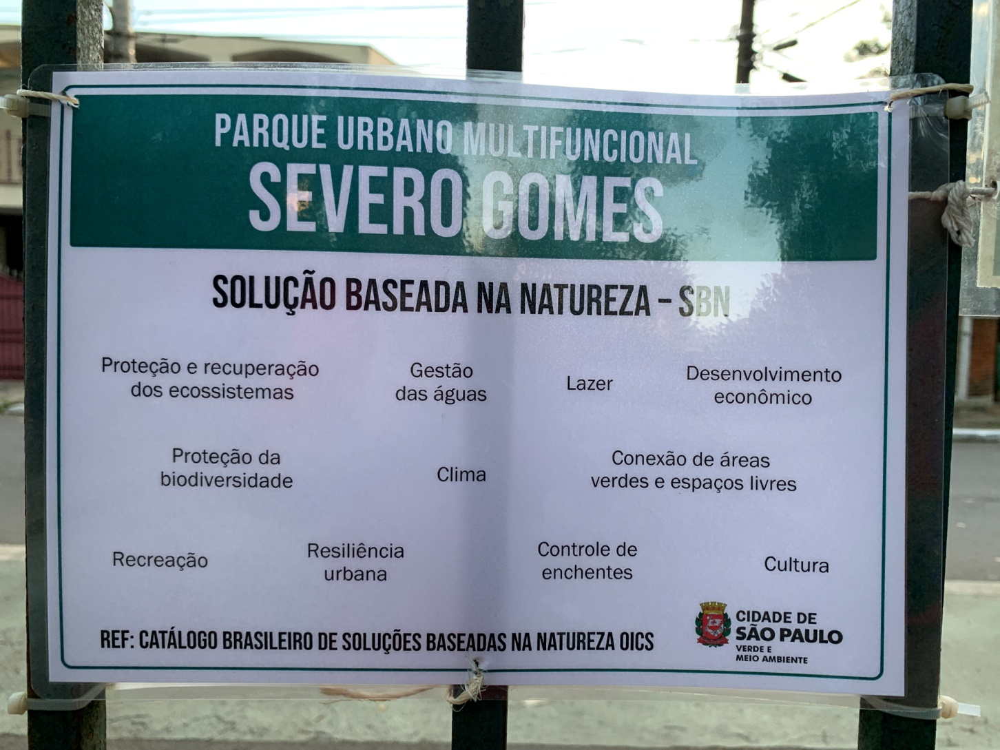 PARQUE URBANO MULTIFUNCIONAL
SEVERO GOMES
SOLUÇÃO BASEADA NA NATUREZA – SBN
Proteção e recuperação
dos ecossistemas
Gestão
das águas
Lazer
Desenvolvimento
econômico
Proteção da
biodiversidade
Clima
Conexão de áreas
verdes e espaços livres
Recreação
Resiliência
urbana
Controle de
enchentes
Cultura
REF: CATÁLOGO BRASILEIRO DE SOLUÇÕES BASEADAS NA NATUREZA OICS
CIDADE DE
SÃO PAULO
VERDE E
MEIO AMBIENTE